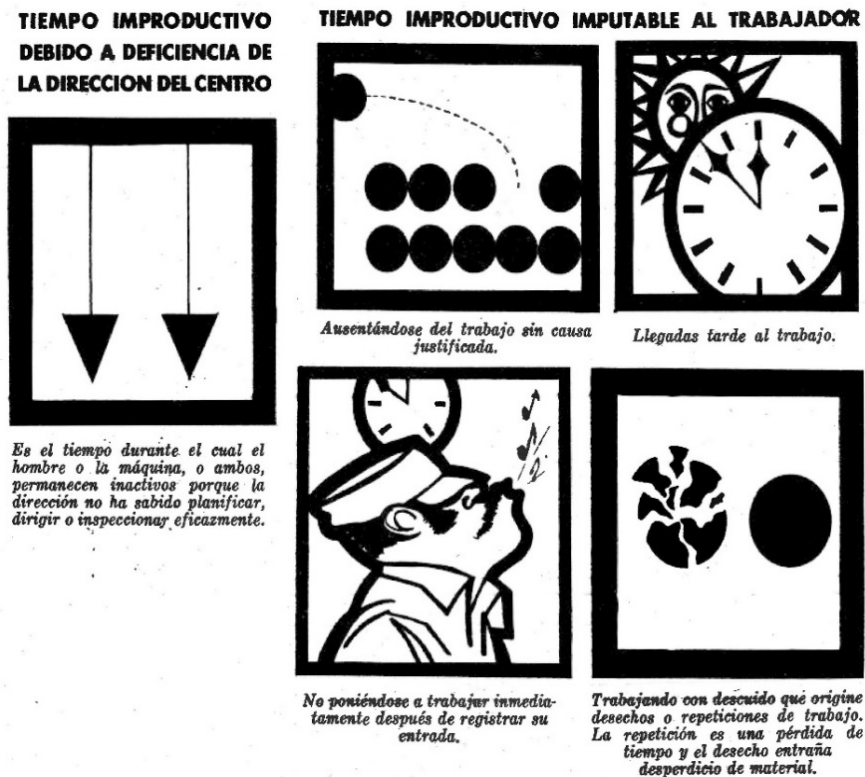 TIEMPO IMPRODUCTIVO
DEBIDO A DEFICIENCIA DE
LA DIRECCION DEL CENTRO
Es el tiempo durante el cual el
hombre o la máquina, o ambos,
permanecen inactivos porque la
dirección no ha sabido planificar,
dirigir o inspeccionar eficazmente.
TIEMPO IMPRODUCTIVO IMPUTABLE AL TRABAJADOR
Ausentándose del trabajo sin causa
justificada.
Llegadas tarde al trabajo.
No poniéndose a trabajar inmedia-
tamente después de registrar su
entrada.
Trabajando con descuido que origine
desechos o repeticiones de trabajo.
La repetición es una pérdida de
tiempo y el desecho entraña
desperdicio de material.